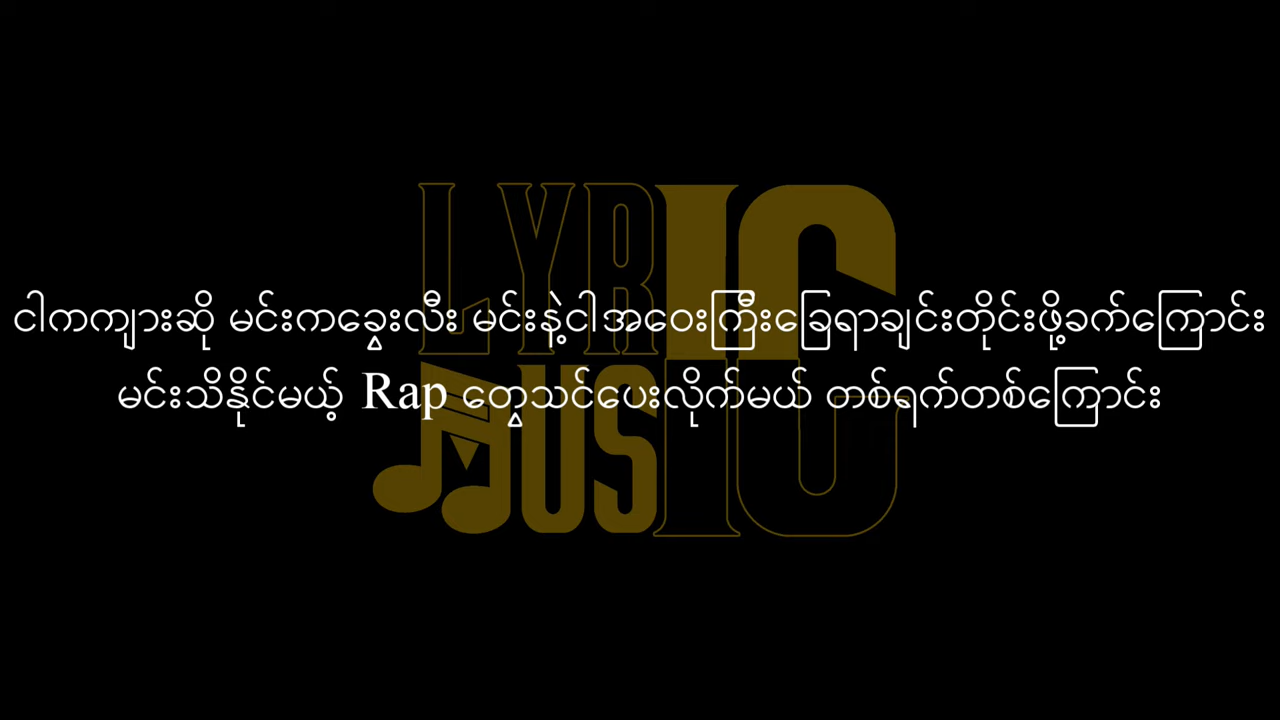 ငါကကျားဆို မင်းကခွေးလီး မင်းနဲ့ငါအဝေးကြီးခြေရာချင်းတိုင်းဖို့ခက်ကြောင်း
မင်းသိနိုင်မယ့် Rap တွေသင်ပေးလိုက်မယ် တစ်ရက်တစ်ကြောင်း
LYRIC
MUSIC